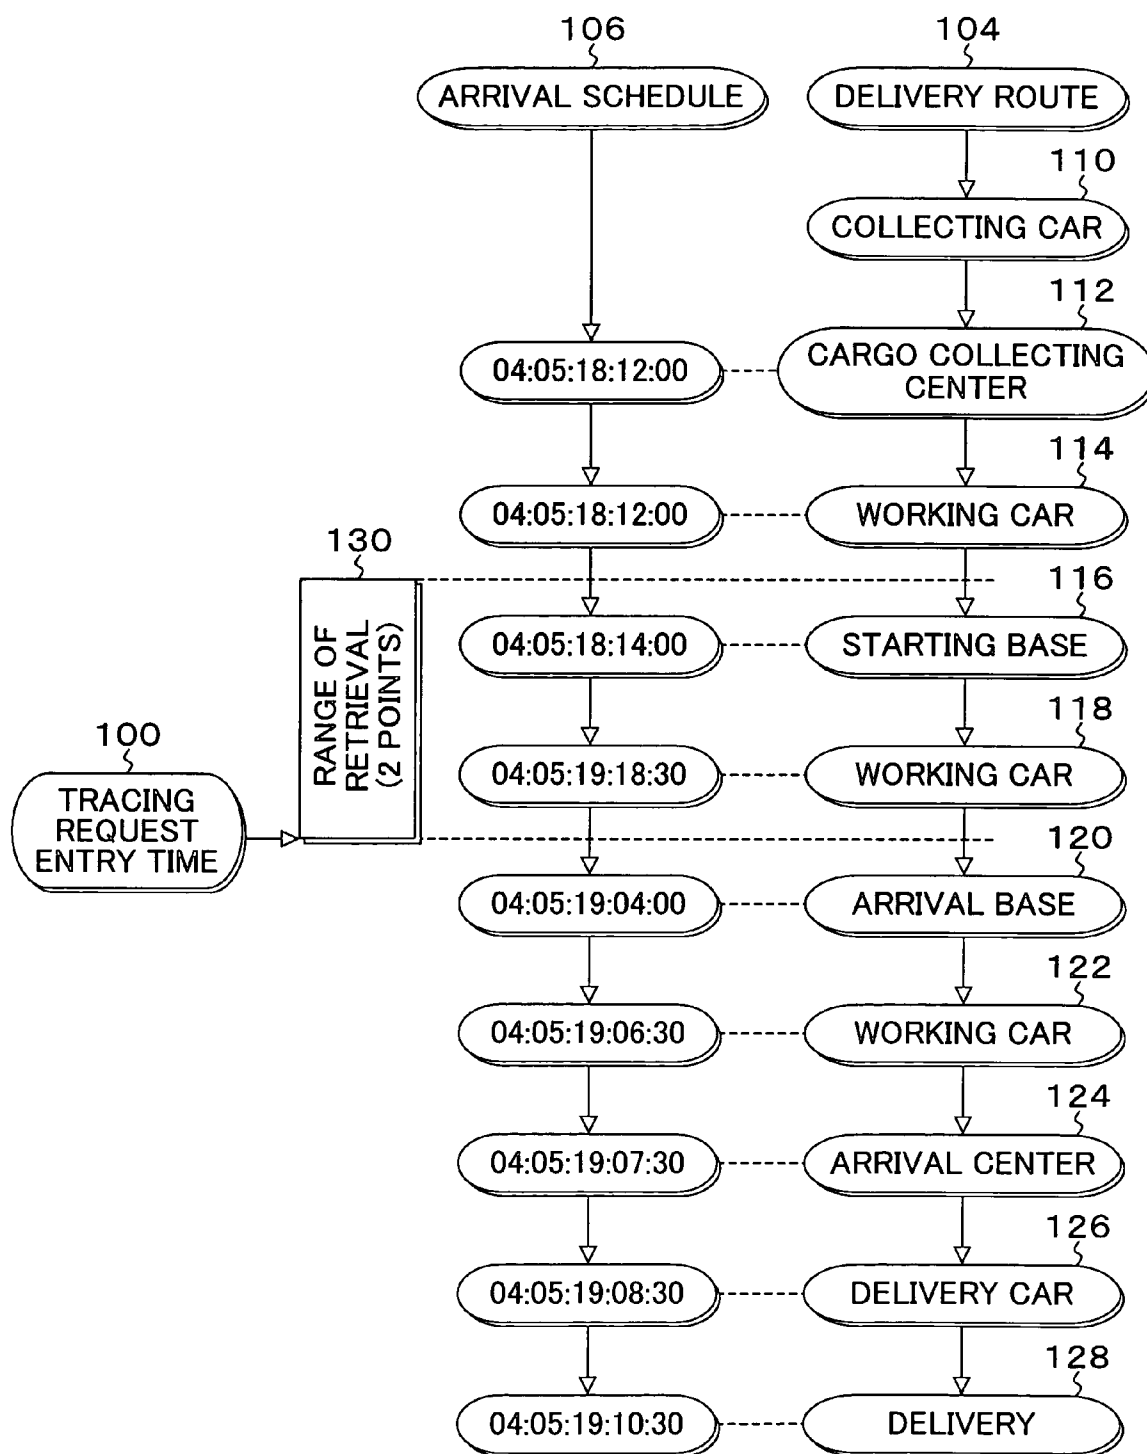 106
104
ARRIVAL SCHEDULE
DELIVERY ROUTE
110
COLLECTING CAR
112
04:05:18:12:00
CARGO COLLECTING
CENTER
114
04:05:18:12:00
WORKING CAR
130
116
RANGE OF
RETRIEVAL
(2 POINTS)
04:05:18:14:00
STARTING BASE
118
100
04:05:19:18:30
WORKING CAR
TRACING
REQUEST
ENTRY TIME
120
04:05:19:04:00
ARRIVAL BASE
122
04:05:19:06:30
WORKING CAR
124
04:05:19:07:30
ARRIVAL CENTER
126
04:05:19:08:30
DELIVERY CAR
128
04:05:19:10:30
DELIVERY